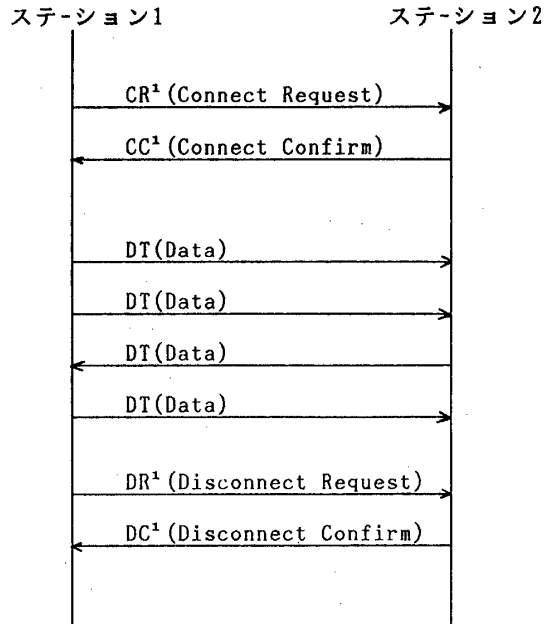 ステーション1
ステーション2
CR¹(Connect Request)
CC¹(Connect Confirm)
DT(Data)
DT(Data)
DT(Data)
DT(Data)
DR¹(Disconnect Request)
DC¹(Disconnect Confirm)